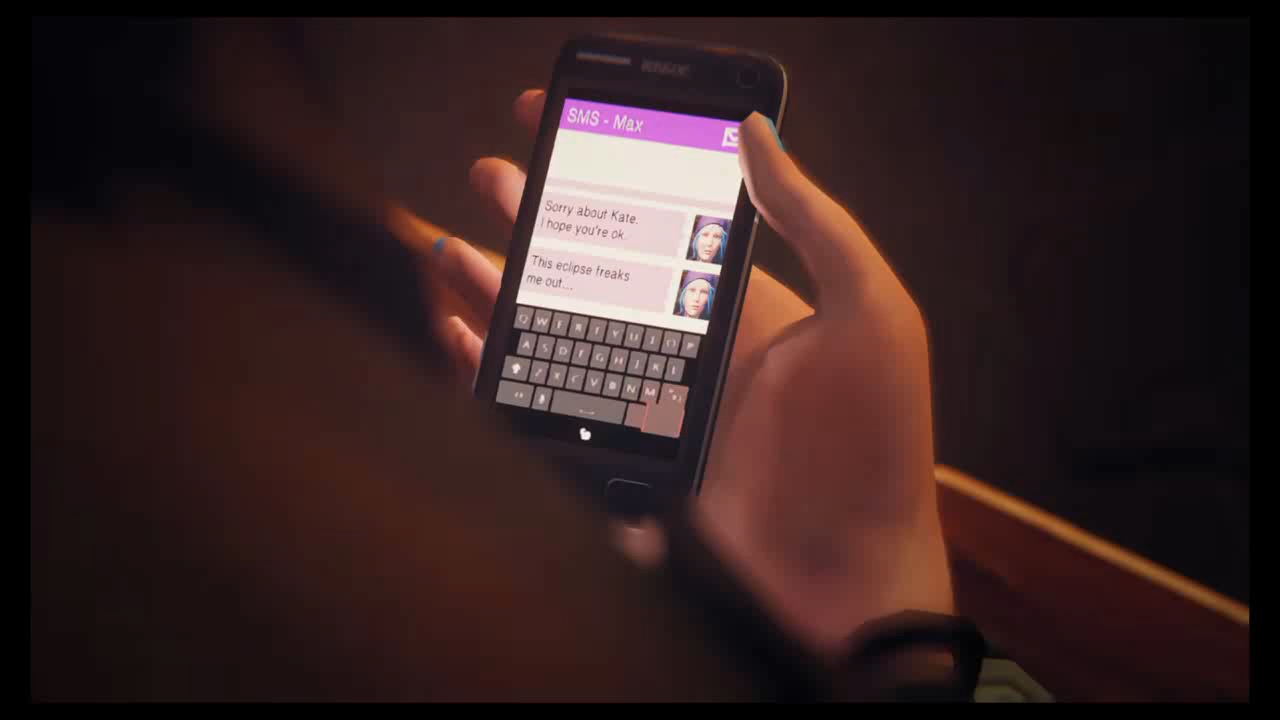 SMS - Max
Sorry about Kate.
I hope you're ok.
This eclipse freaks
me out...
Q W E R T Y U I O P
A S D F G H J K L
Z X C V B N M